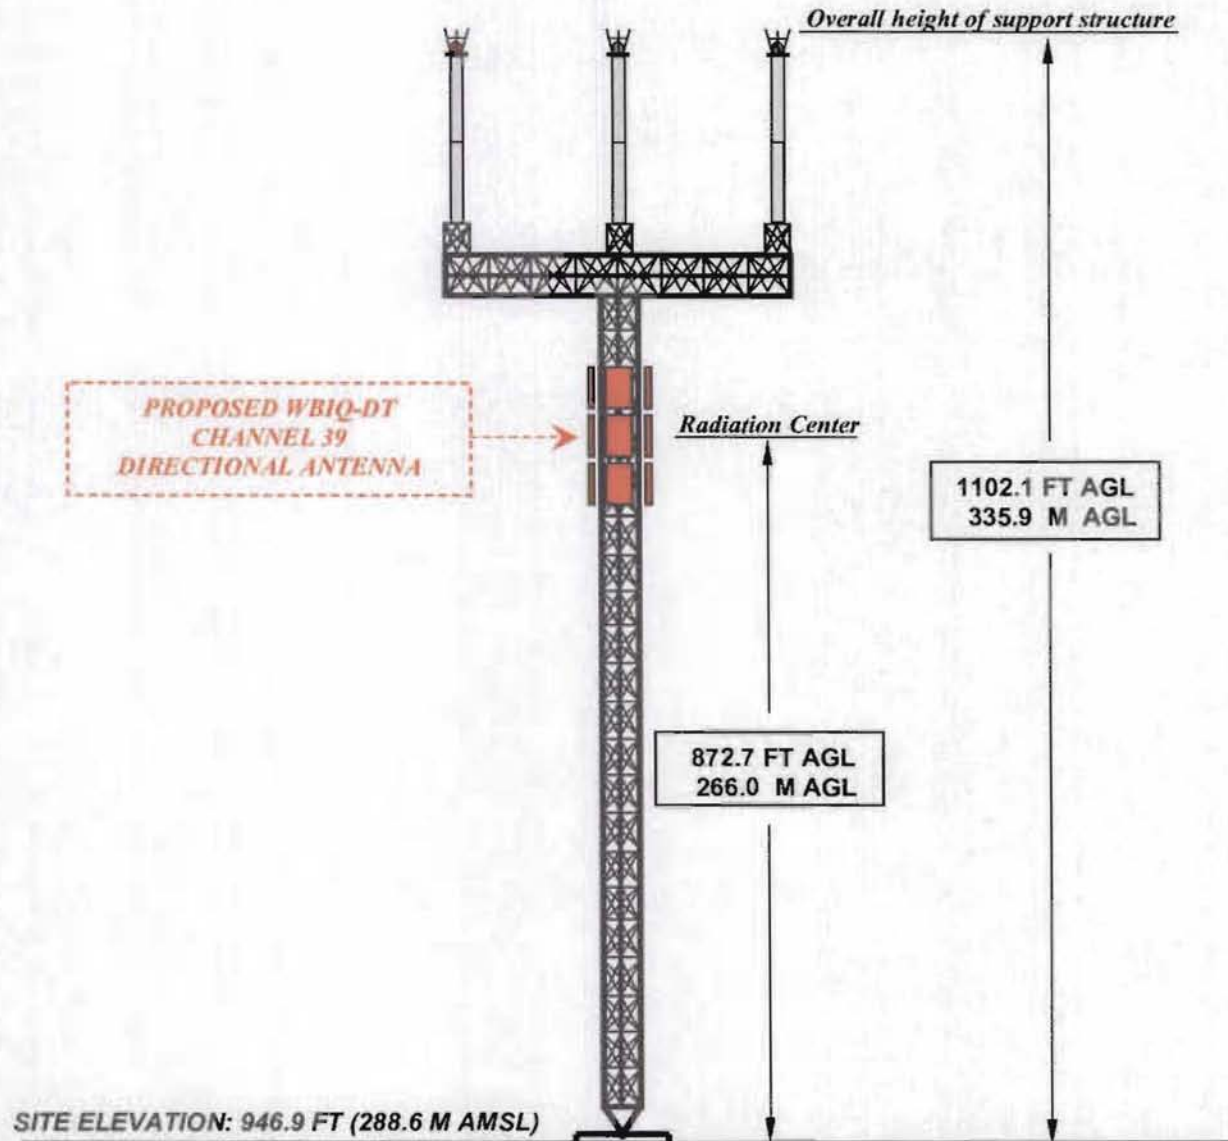 Overall height of support structure
PROPOSED WBIQ-DT
CHANNEL 39
DIRECTIONAL ANTENNA
Radiation Center
1102.1 FT AGL
335.9 M AGL
872.7 FT AGL
266.0 M AGL
SITE ELEVATION: 946.9 FT (288.6 M AMSL)